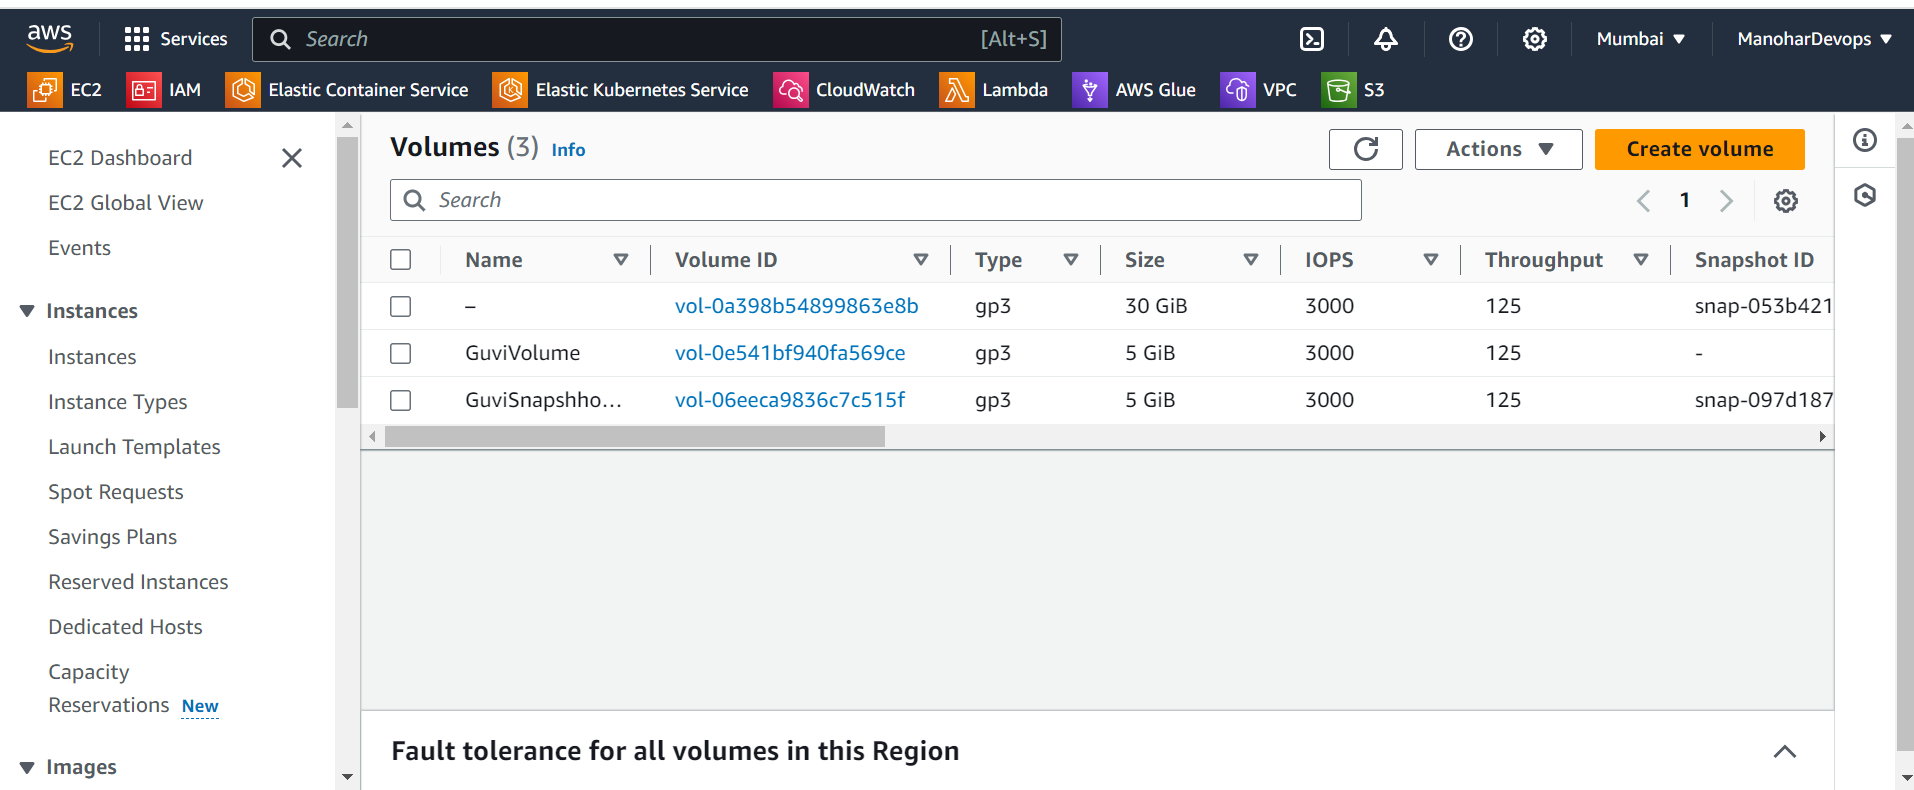 aws Services Search [Alt+S] Mumbai ManoharDevops
EC2 IAM Elastic Container Service Elastic Kubernetes Service CloudWatch Lambda AWS Glue VPC S3
EC2 Dashboard
EC2 Global View
Events
Instances
Instances
Instance Types
Launch Templates
Spot Requests
Savings Plans
Reserved Instances
Dedicated Hosts
Capacity
Reservations New
Images
Volumes (3) Info Actions Create volume
Search 1
Name Volume ID Type Size IOPS Throughput Snapshot ID
– vol-0a398b54899863e8b gp3 30 GiB 3000 125 snap-053b421
GuviVolume vol-0e541bf940fa569ce gp3 5 GiB 3000 125 -
GuviSnapshho... vol-06eeca9836c7c515f gp3 5 GiB 3000 125 snap-097d187
Fault tolerance for all volumes in this Region